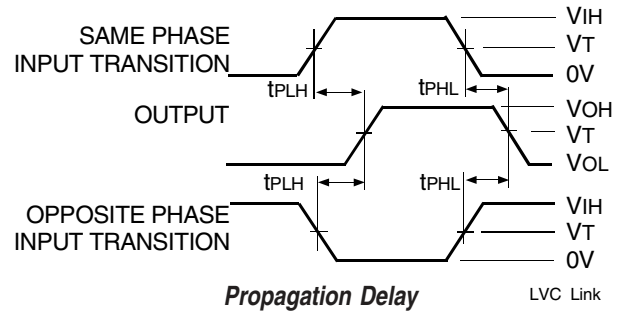 VIH
SAME PHASE
INPUT TRANSITION
VT
0V
tPLH
tPHL
OUTPUT
VOH
VT
VOL
tPLH
tPHL
OPPOSITE PHASE
INPUT TRANSITION
VIH
VT
0V
Propagation Delay
LVC Link